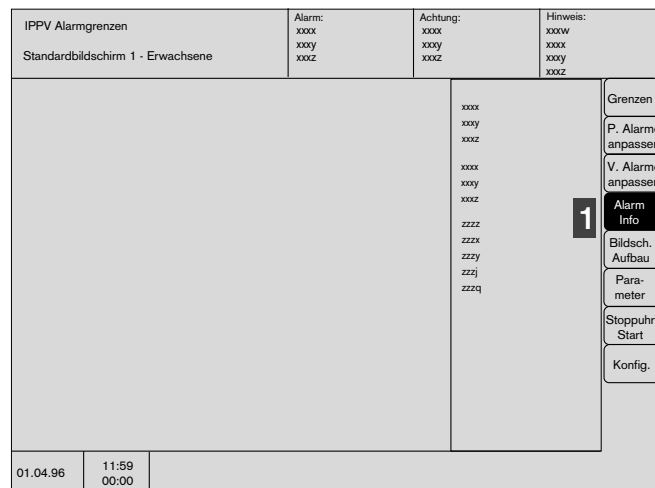 IPPV Alarmgrenzen
Standardbildschirm 1 - Erwachsene
Alarm:
xxxx
xxxy
xxxz
Achtung:
xxxx
xxxy
xxxz
Hinweis:
xxxw
xxxx
xxxy
xxxz
xxxx
xxxy
xxxz
xxxx
xxxy
xxxz
zzzz
zzzx
zzzy
zzzj
zzzq
1
Grenzen
P. Alarme
anpassen
V. Alarme
anpassen
Alarm
Info
Bildsch.
Aufbau
Para-
meter
Stoppuhr
Start
Konfig.
01.04.96
11:59
00:00